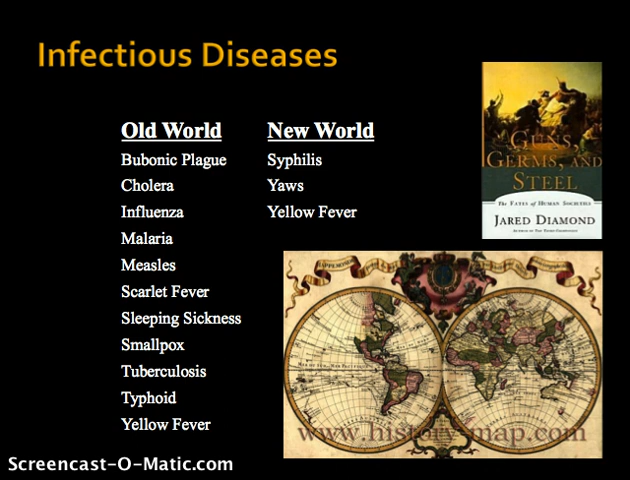 Infectious Diseases
Old World
Bubonic Plague
Cholera
Influenza
Malaria
Measles
Scarlet Fever
Sleeping Sickness
Smallpox
Tuberculosis
Typhoid
Yellow Fever
New World
Syphilis
Yaws
Yellow Fever
GUNS,
GERMS, AND
STEEL
The Fates of Human Societies
JARED DIAMOND
www.history-map.com
Screencast-O-Matic.com